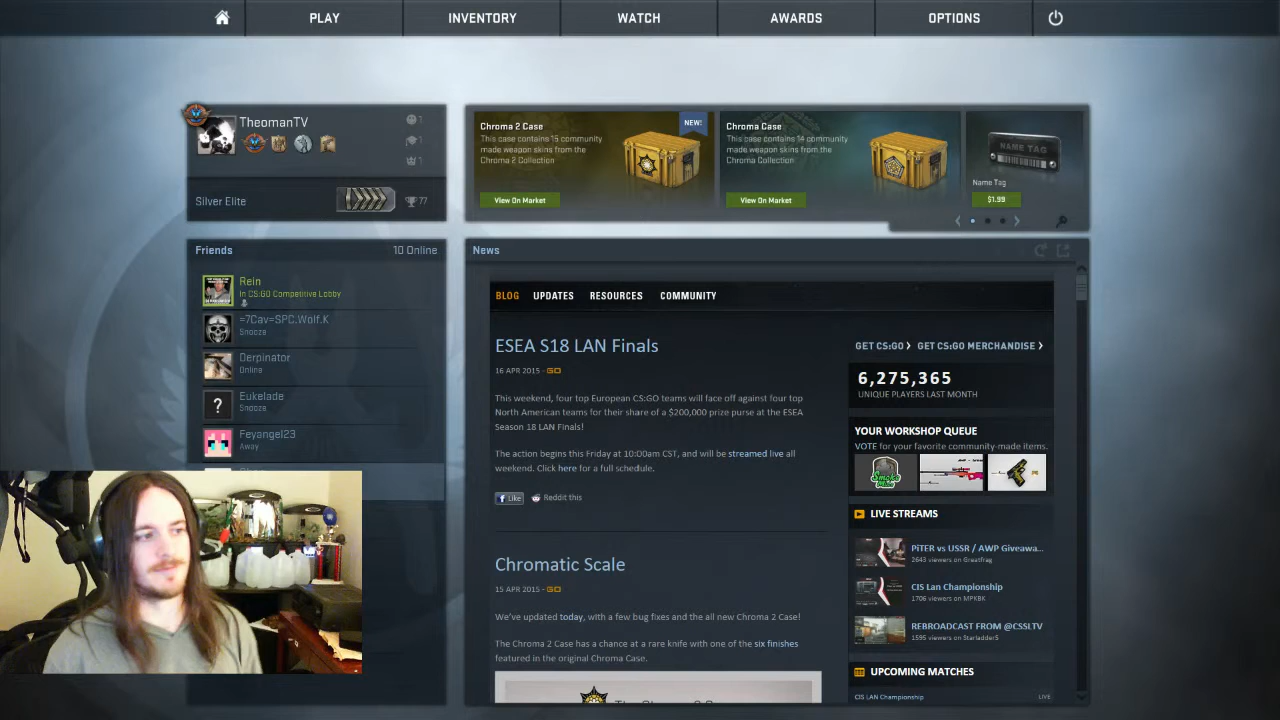 PLAY
INVENTORY
WATCH
AWARDS
OPTIONS
TheomanTV
1
1
1
Silver Elite
77
Chroma 2 Case
This case contains 15 community
made weapon skins from the
Chroma 2 Collection
View On Market
NEW!
Chroma Case
This case contains 14 community
made weapon skins from the
Chroma Collection
View On Market
NAME TAG
Name Tag
$1.99
Friends
10 Online
Rein
In CS:GO Competitive Lobby
=7Cav=SPC.Wolf.K
Snooze
Derpinator
Online
?
Eukelade
Snooze
Feyangel23
Away
News
BLOG
UPDATES
RESOURCES
COMMUNITY
ESEA S18 LAN Finals
16 APR 2015 - GO
This weekend, four top European CS:GO teams will face off against four top
North American teams for their share of a $200,000 prize purse at the ESEA
Season 18 LAN Finals!
The action begins this Friday at 10:00am CST, and will be streamed live all
weekend. Click here for a full schedule.
Like
Reddit this
Chromatic Scale
15 APR 2015 - GO
We've updated today, with a few bug fixes and the all new Chroma 2 Case!
The Chroma 2 Case has a chance at a rare knife with one of the six finishes
featured in the original Chroma Case.
GET CS:GO
GET CS:GO MERCHANDISE
6,275,365
UNIQUE PLAYERS LAST MONTH
YOUR WORKSHOP QUEUE
VOTE for your favorite community-made items.
LIVE STREAMS
PiTER vs USSR / AWP Giveawa...
2643 viewers on Greatfrag
CIS Lan Championship
1706 viewers on MPKBK
REBROADCAST FROM @CSSLTV
1595 viewers on Starladder5
UPCOMING MATCHES
CIS LAN Championship
LIVE